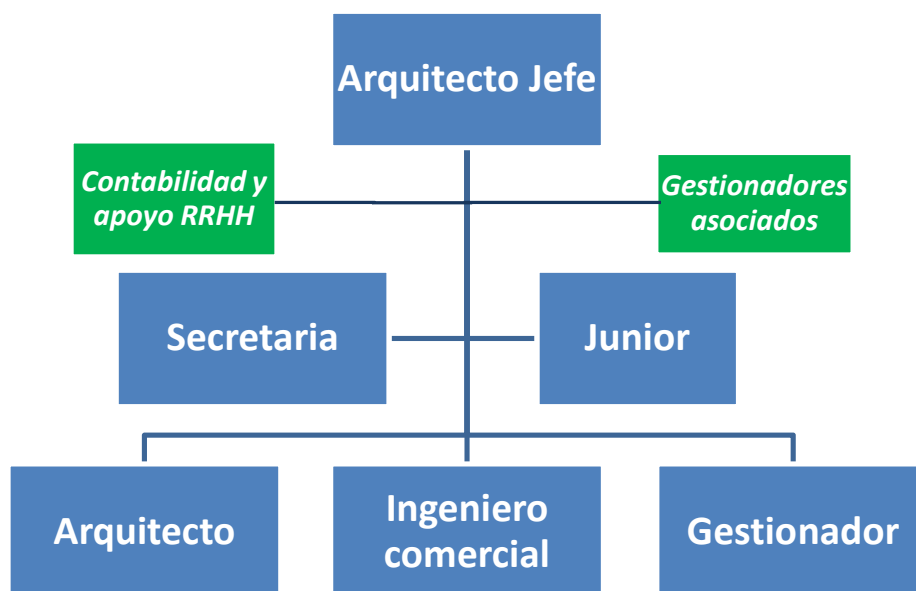 Arquitecto Jefe
Contabilidad y
apoyo RRHH
Gestionadores
asociados
Secretaria
Junior
Arquitecto
Ingeniero
comercial
Gestionador